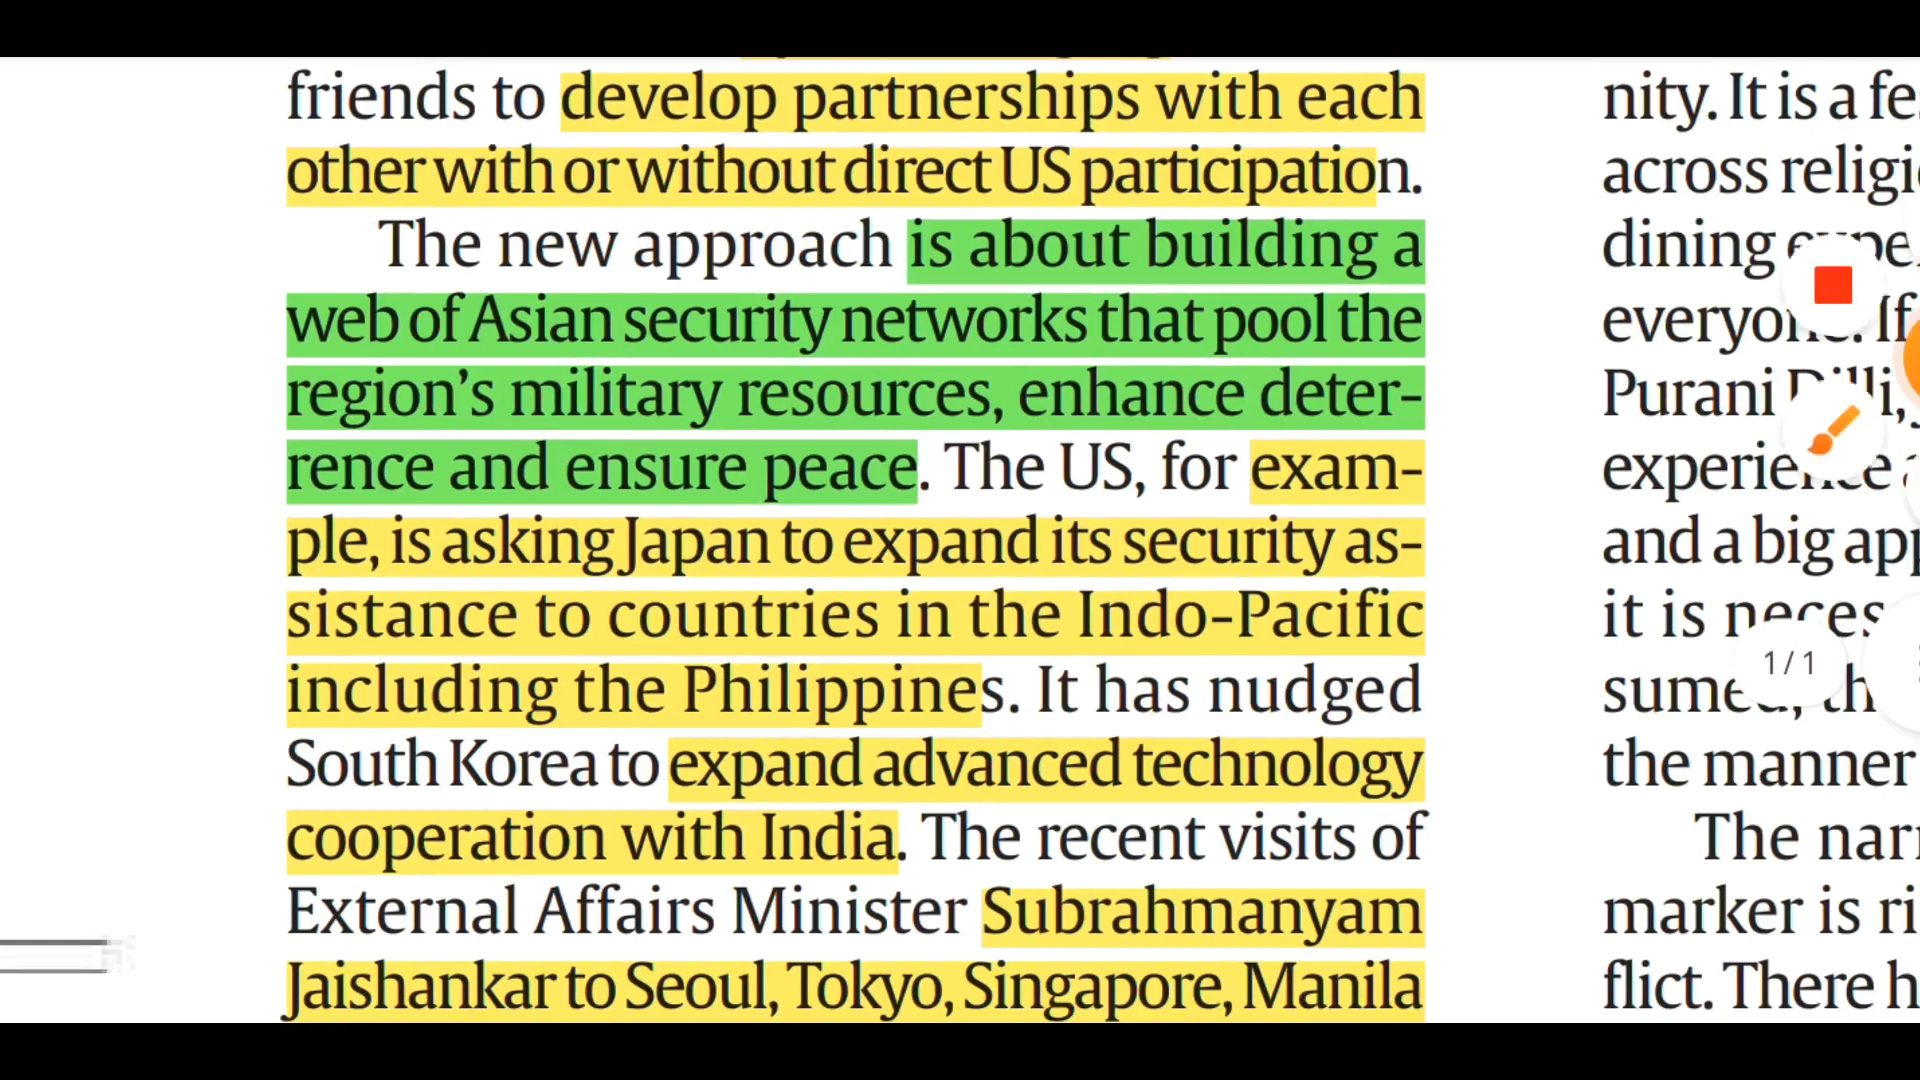 friends to develop partnerships with each
other with or without direct US participation.
The new approach is about building a
web of Asian security networks that pool the
region's military resources, enhance deter-
rence and ensure peace. The US, for exam-
ple, is asking Japan to expand its security as-
sistance to countries in the Indo-Pacific
including the Philippines. It has nudged
South Korea to expand advanced technology
cooperation with India. The recent visits of
External Affairs Minister Subrahmanyam
Jaishankar to Seoul, Tokyo, Singapore, Manila
nity. It is a
across
dining
If
Purani
and a big
it is
the manner
The
marker is
flict. There
1/1